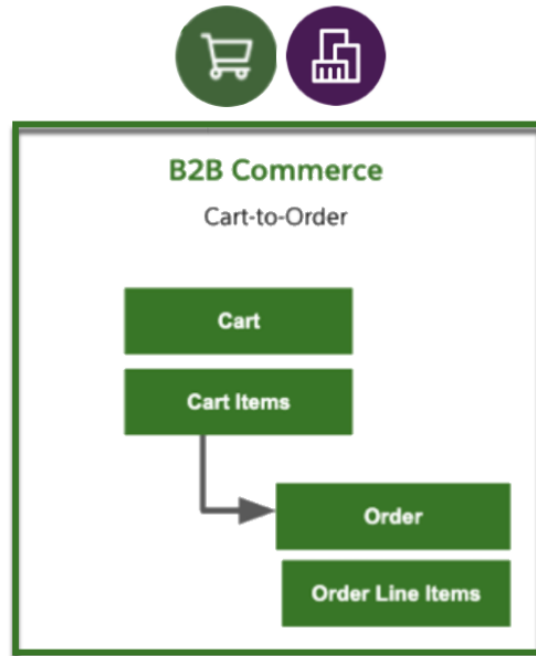 B2B Commerce
Cart-to-Order
Cart
Cart Items
Order
Order Line Items